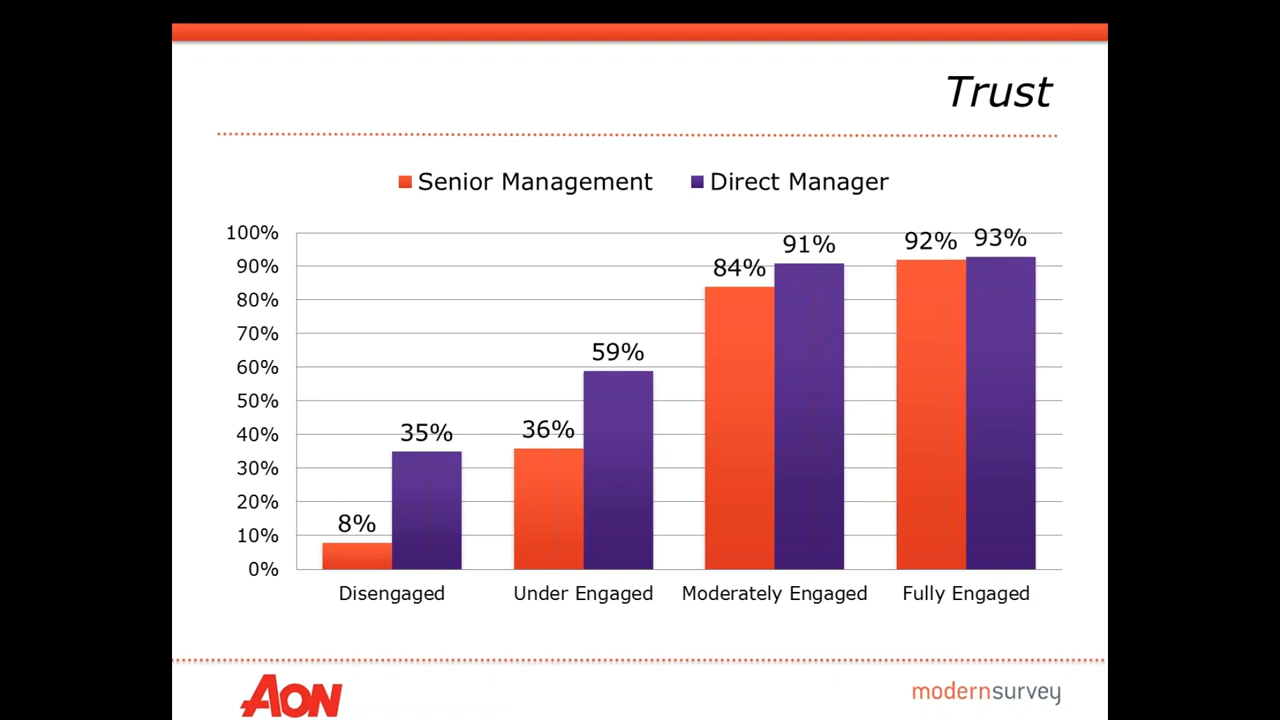 Trust
Senior Management Direct Manager
100%
90%
80%
70%
60%
50%
40%
30%
20%
10%
0%
8% 35% 36% 59% 84% 91% 92% 93%
Disengaged Under Engaged Moderately Engaged Fully Engaged
AON modernsurvey